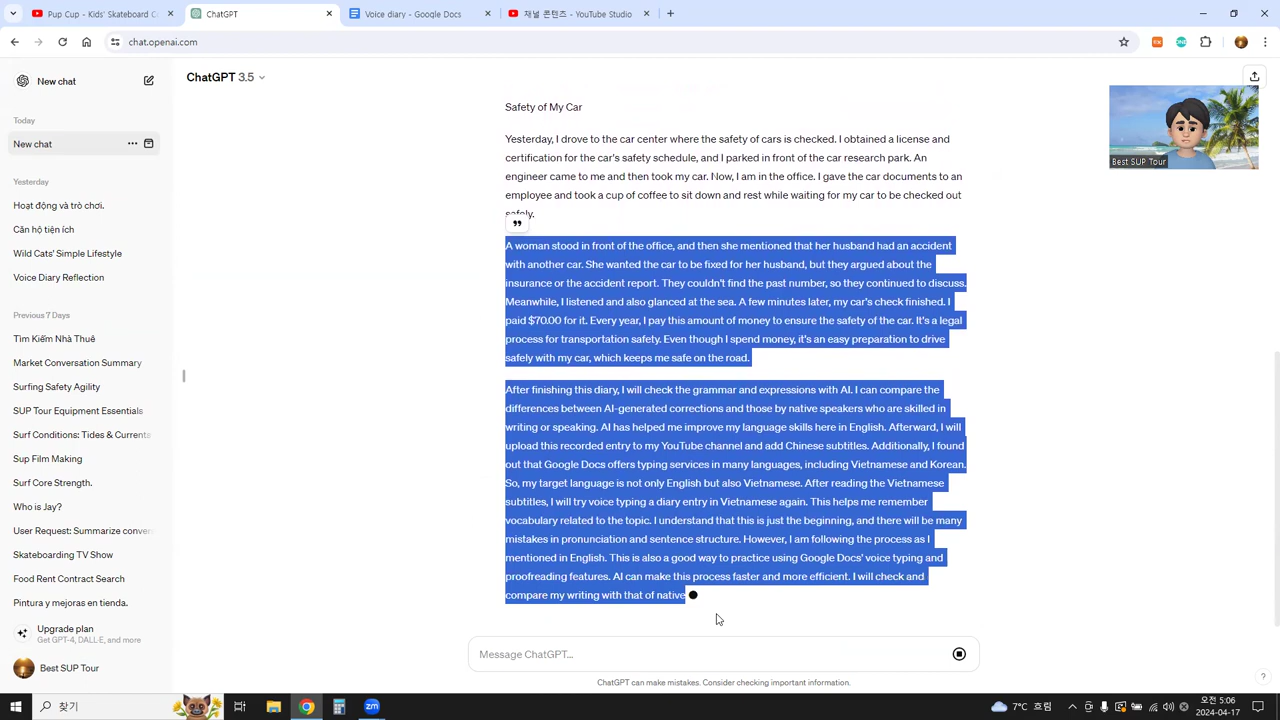 Pup Cup - Kids' Skateboard C
ChatGPT
Voice diary - Google Docs
채널 콘텐츠 - YouTube Studio
chat.openai.com
New chat
ChatGPT 3.5
Today
New chat
Yesterday
Hoạt động và trò chơi.
Căn hộ tiện ích
Wild Cats' Simple Lifestyle
Voice Diary Reflection
Previous 7 Days
Tìm Kiếm Nhà Thuê
Market Conversation Summary
Surfing Safety Agility
SUP Tour Equipment Essentials
Surf Conditions: Tides & Currenta
Sup Film Making
Surf Core Strength.
Who is Jay?
User Request: Summarize conver
Skateboarding TV Show
Food Rent Contract Search
Pintura y mejoras en tienda.
Upgrade plan
Get GPT-4, DALL·E, and more
Best SUP Tour
Safety of My Car
Yesterday, I drove to the car center where the safety of cars is checked. I obtained a license and
certification for the car's safety schedule, and I parked in front of the car research park. An
engineer came to me and then took my car. Now, I am in the office. I gave the car documents to an
employee and took a cup of coffee to sit down and rest while waiting for my car to be checked out
safely.
A woman stood in front of the office, and then she mentioned that her husband had an accident
with another car. She wanted the car to be fixed for her husband, but they argued about the
insurance or the accident report. They couldn't find the past number, so they continued to discuss.
Meanwhile, I listened and also glanced at the sea. A few minutes later, my car's check finished. I
paid $70.00 for it. Every year, I pay this amount of money to ensure the safety of the car. It's a legal
process for transportation safety. Even though I spend money, it's an easy preparation to drive
safely with my car, which keeps me safe on the road.
After finishing this diary, I will check the grammar and expressions with AI. I can compare the
differences between AI-generated corrections and those by native speakers who are skilled in
writing or speaking. AI has helped me improve my language skills here in English. Afterward, I will
upload this recorded entry to my YouTube channel and add Chinese subtitles. Additionally, I found
out that Google Docs offers typing services in many languages, including Vietnamese and Korean.
So, my target language is not only English but also Vietnamese. After reading the Vietnamese
subtitles, I will try voice typing a diary entry in Vietnamese again. This helps me remember
vocabulary related to the topic. I understand that this is just the beginning, and there will be many
mistakes in pronunciation and sentence structure. However, I am following the process as I
mentioned in English. This is also a good way to practice using Google Docs' voice typing and
proofreading features. AI can make this process faster and more efficient. I will check and
compare my writing with that of native
Message ChatGPT...
ChatGPT can make mistakes. Consider checking important information.
?
Best SUP Tour
찾기
7°C 흐림
오전 5:06
2024-04-17